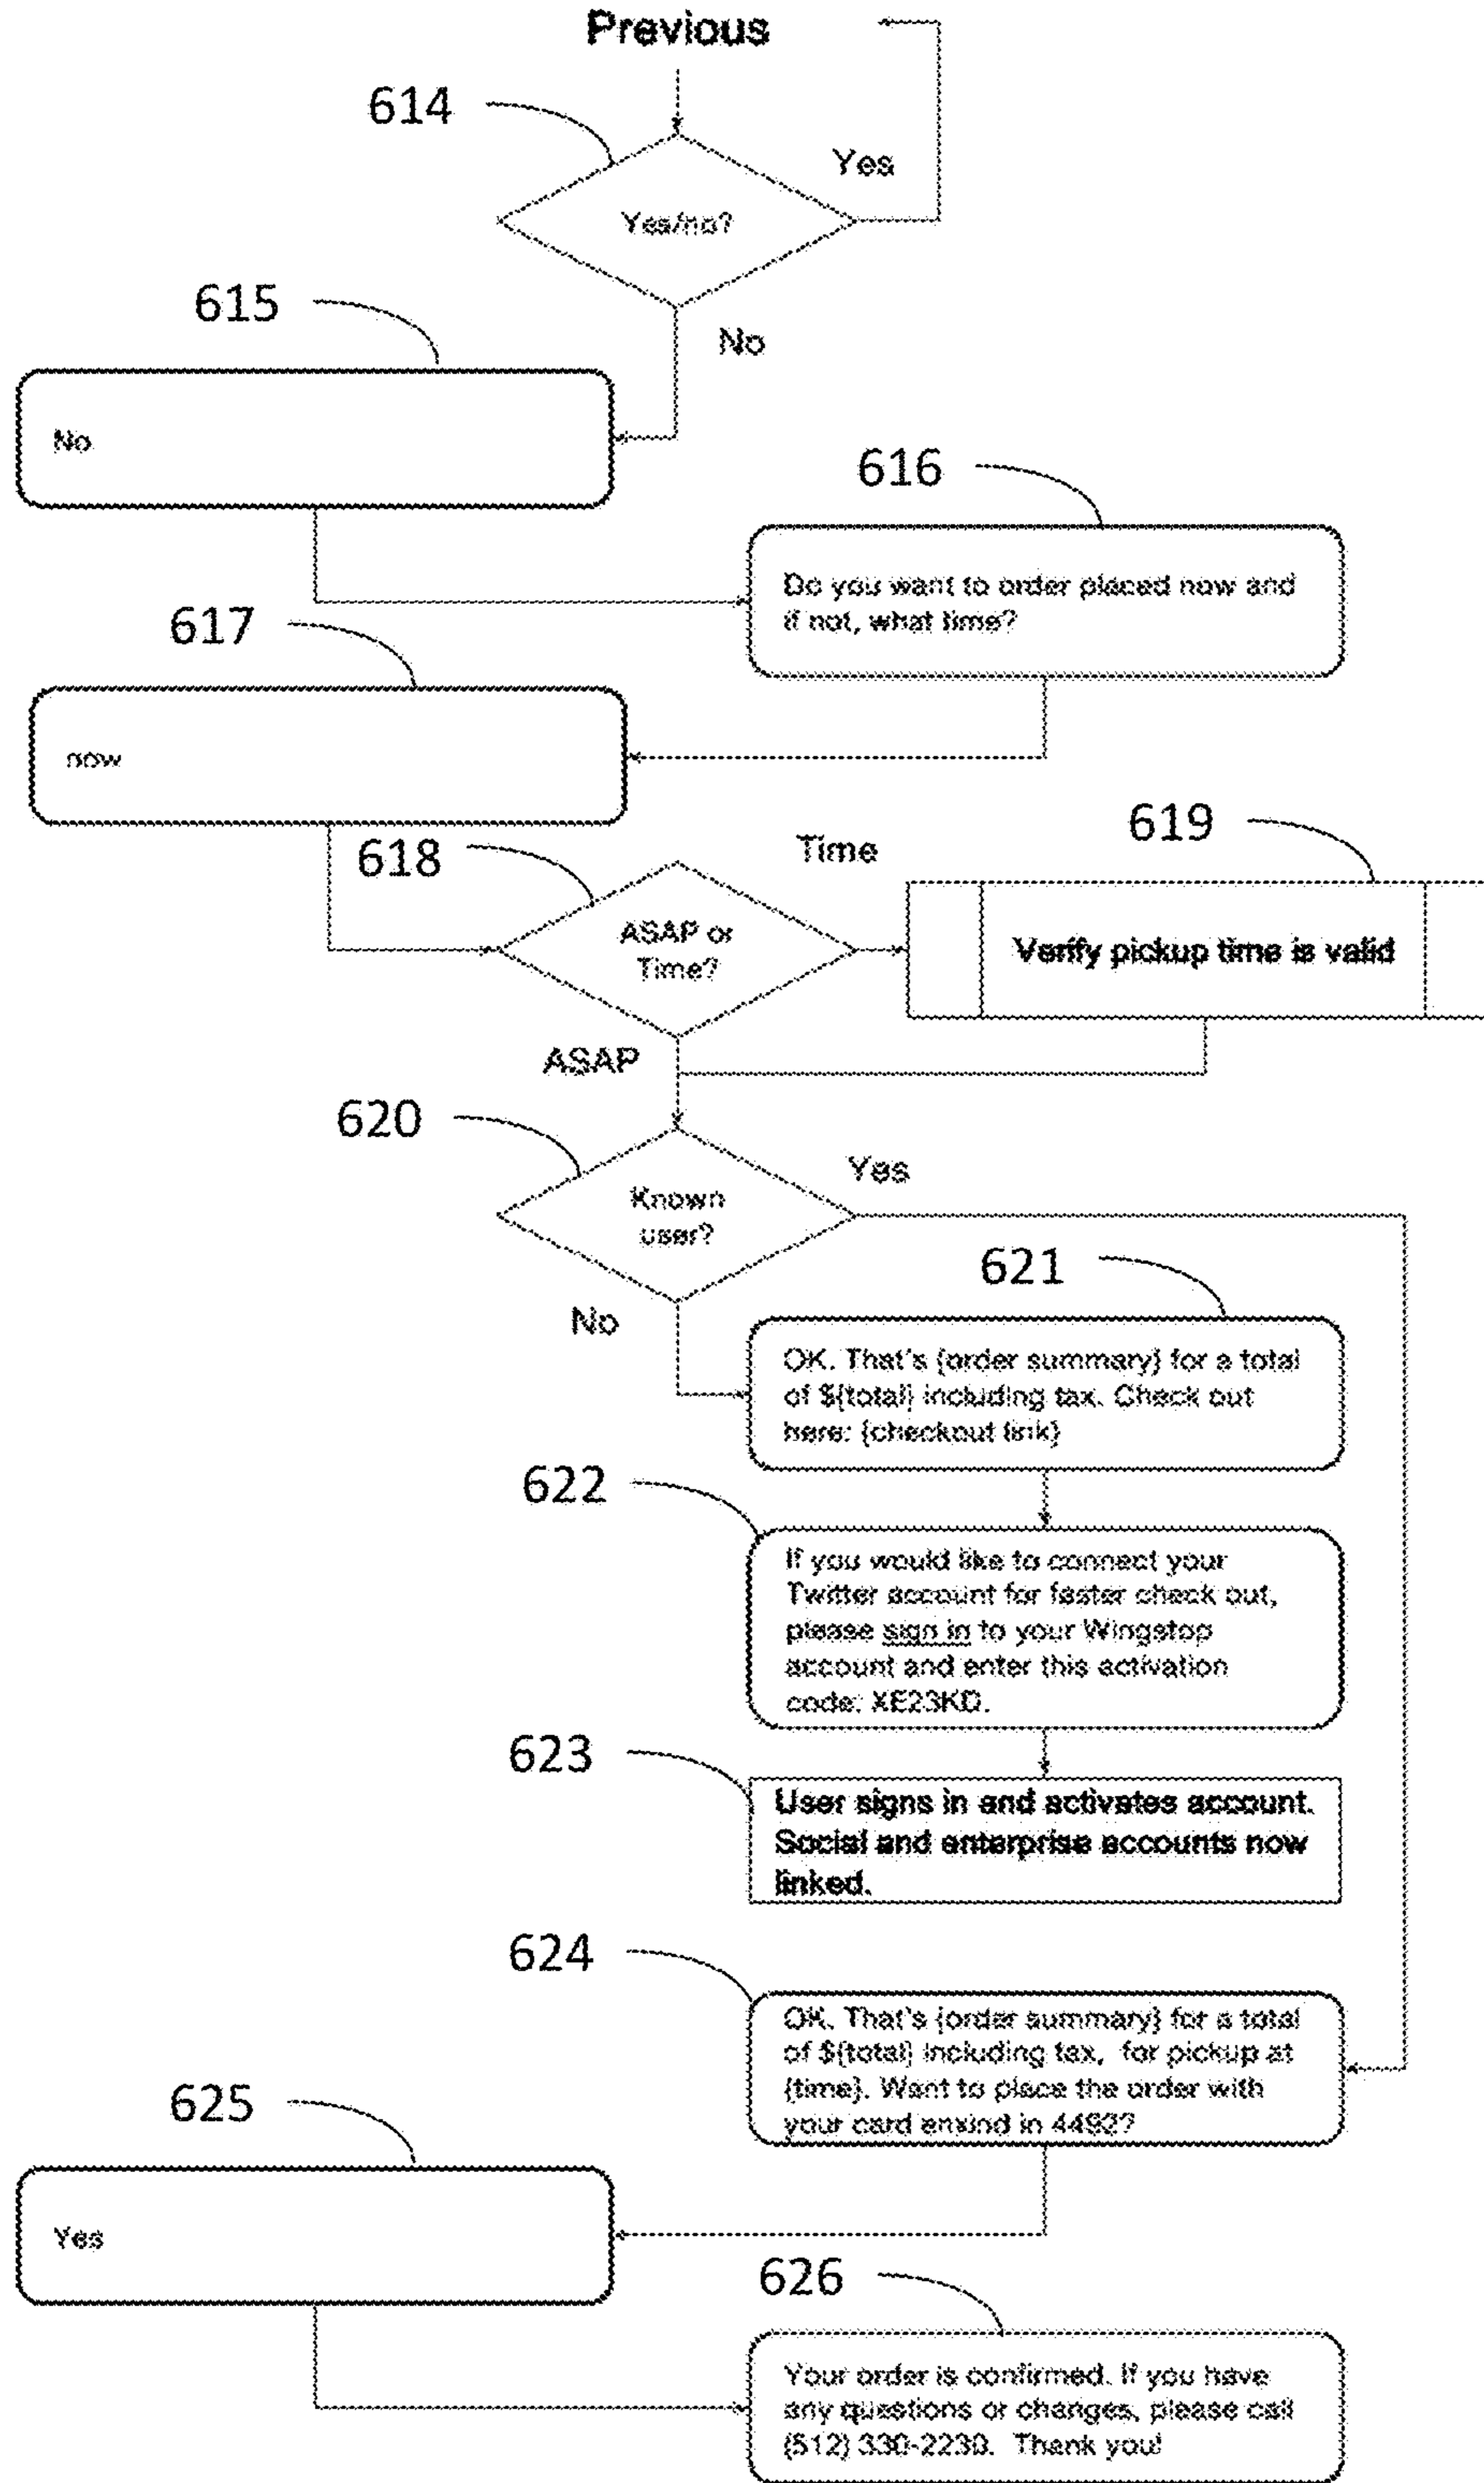 Previous
614
Yes
Yes/no?
615
No
No
616
Do you want to order placed now and
if not, what time?
617
now
618
Time
619
ASAP or
Time?
Verify pickup time is valid
ASAP
620
Yes
Known
user?
621
No
OK. That's {order summary} for a total
of ${total} including tax. Check out
here: {checkout link}
622
If you would like to connect your
Twitter account for faster check out,
please sign in to your Wingstop
account and enter this activation
code: XE23KD.
623
User signs in and activates account.
Social and enterprise accounts now
linked.
624
OK. That's {order summary} for a total
of ${total} including tax, for pickup at
{time}. Want to place the order with
your card enxind in 4492?
625
Yes
626
Your order is confirmed. If you have
any questions or changes, please call
(512) 330-2230. Thank you!